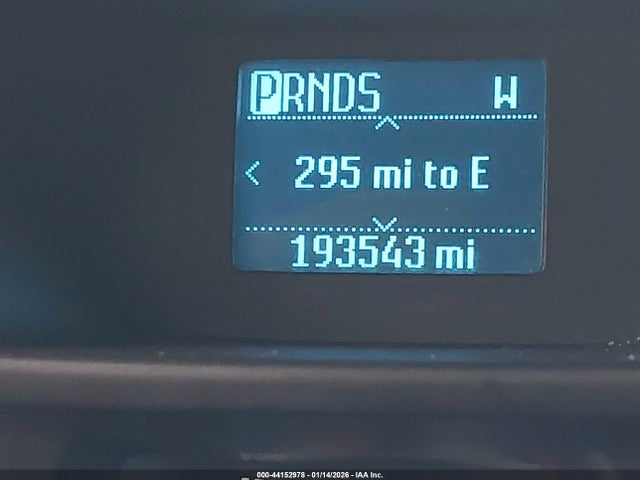 PRNDS W
< 295 mi to E
193543 mi
000-44152978 - 01/14/2026 - IAA Inc.